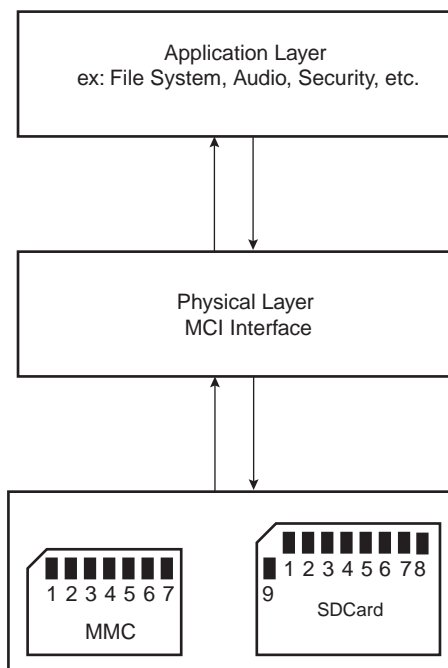 Application Layer
ex: File System, Audio, Security, etc.
Physical Layer
MCI Interface
1 2 3 4 5 6 7
MMC
1 2 3 4 5 6 7 8
9
SDCard